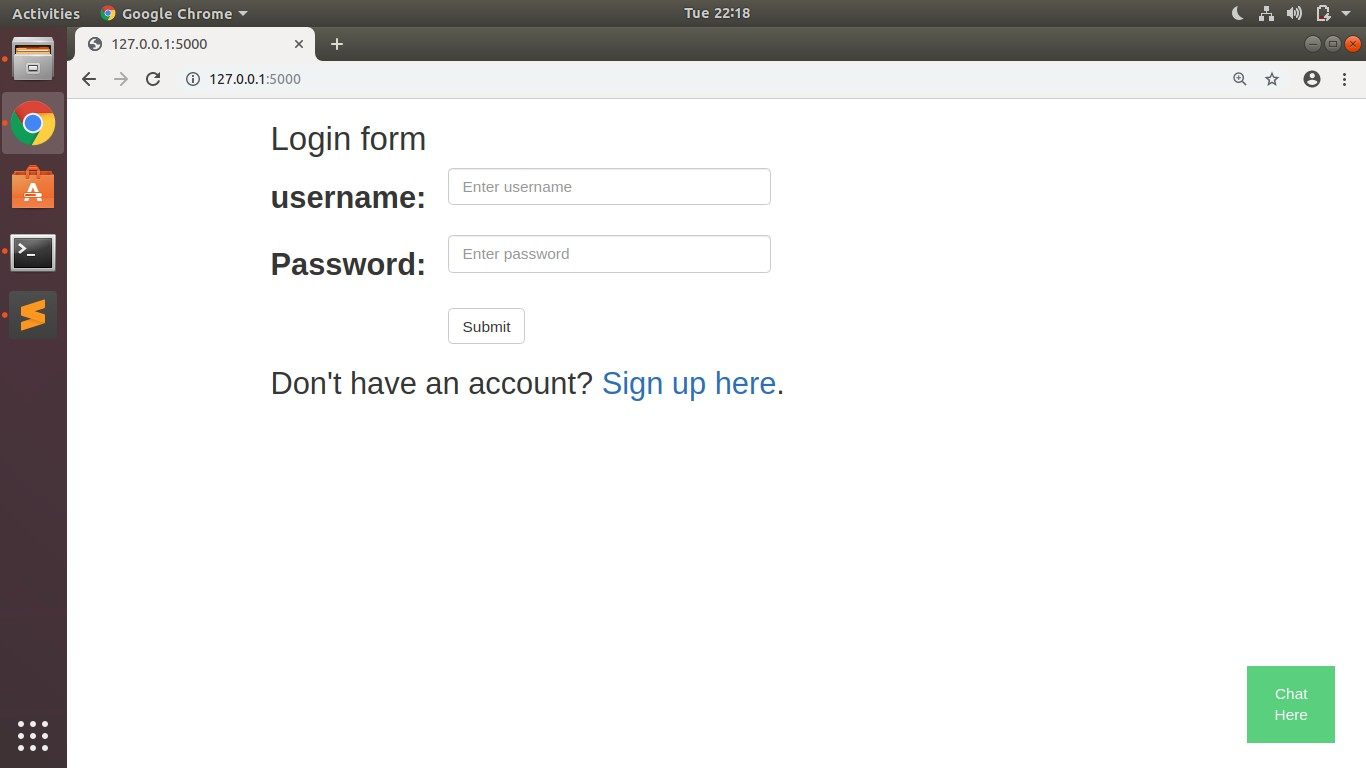 Activities Google Chrome Tue 22:18
127.0.0.1:5000
127.0.0.1:5000
Login form
username: Enter username
Password: Enter password
Submit
Don't have an account? Sign up here.
Chat
Here